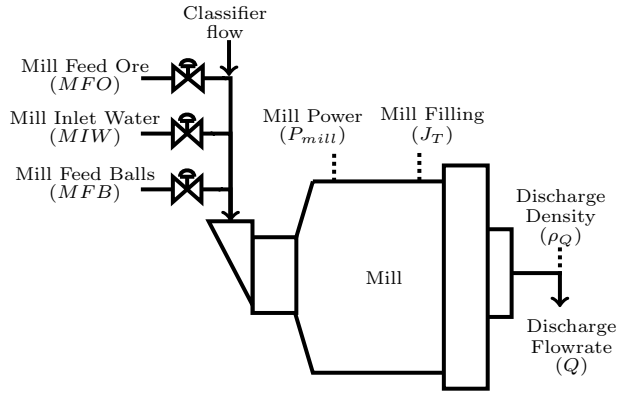 Classifier
flow
Mill Feed Ore
(MFO)
Mill Inlet Water
(MIW)
Mill Feed Balls
(MFB)
Mill Power
(P_mill)
Mill Filling
(J_T)
Mill
Discharge
Density
(ρ_Q)
Discharge
Flowrate
(Q)